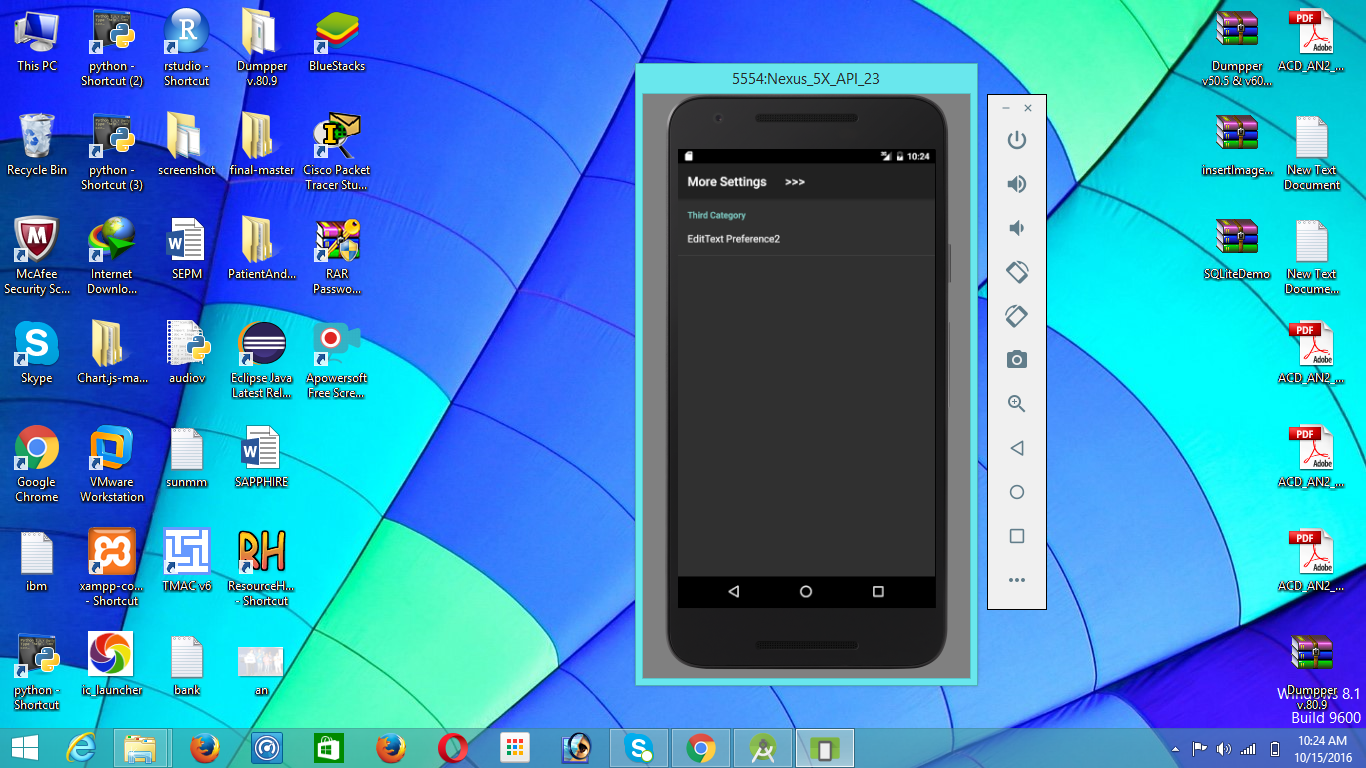 This PC
python -
Shortcut (2)
rstudio -
Shortcut
Dumpper
v.80.9
BlueStacks
Recycle Bin
python -
Shortcut (3)
screenshot
final-master
Cisco Packet
Tracer Stu...
McAfee
Security Sc...
Internet
Downlo...
SEPM
PatientAnd...
RAR
Passwo...
Skype
Chart.js-ma...
audiov
Eclipse Java
Latest Rel...
Apowersoft
Free Scre...
Google
Chrome
VMware
Workstation
sunmm
SAPPHIRE
ibm
xampp-co...
- Shortcut
TMAC v6
ResourceH...
- Shortcut
python -
Shortcut
ic_launcher
bank
an
5554:Nexus_5X_API_23
10:24
More Settings >>>
Third Category
EditText Preference2
Dumpper
v50.5 & v60...
ACD_AN2_...
insertImage...
New Text
Document
SQLiteDemo
New Text
Docume...
ACD_AN2_...
ACD_AN2_...
ACD_AN2_...
Dumpper
v.80.9
Windows 8.1
Build 9600
10:24 AM
10/15/2016